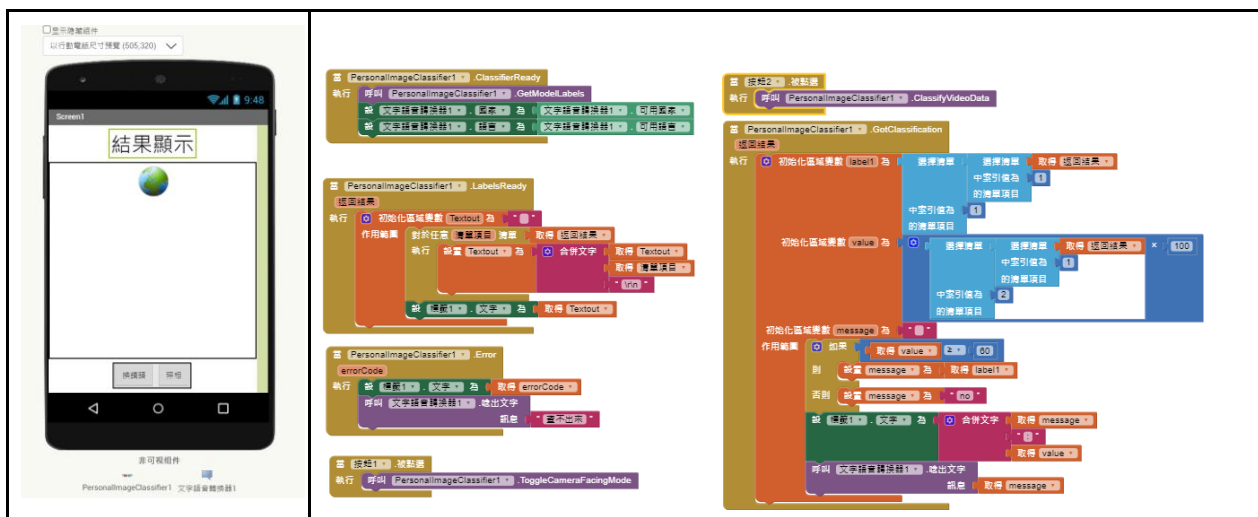 顯示隱藏組件
以行動電話尺寸預覽 (505,320)
9:48
Screen1
結果顯示
換鏡頭 照相
非可視組件
PersonalImageClassifier1 文字語音轉換器1
當 PersonalImageClassifier1 .ClassifierReady
執行 呼叫 PersonalImageClassifier1 .GetModelLabels
設 文字語音轉換器1 . 國家 為 文字語音轉換器1 . 可用國家
設 文字語音轉換器1 . 語言 為 文字語音轉換器1 . 可用語言
當 PersonalImageClassifier1 .LabelsReady
返回結果
執行 初始化區域變數 Textout 為 " "
作用範圍 對於任意 清單項目 清單 取得 返回結果
執行 設置 Textout 為 合併文字 取得 Textout
取得 清單項目
" \r\n "
設 標籤1 . 文字 為 取得 Textout
當 PersonalImageClassifier1 .Error
errorCode
執行 設 標籤1 . 文字 為 取得 errorCode
呼叫 文字語音轉換器1 .唸出文字
訊息 " 查不出來 "
當 按鈕1 .被點選
執行 呼叫 PersonalImageClassifier1 .ToggleCameraFacingMode
當 按鈕2 .被點選
執行 呼叫 PersonalImageClassifier1 .ClassifyVideoData
當 PersonalImageClassifier1 .GotClassification
返回結果
執行 初始化區域變數 label1 為 選擇清單 選擇清單 取得 返回結果
中索引值為 1
的清單項目
中索引值為 1
的清單項目
初始化區域變數 value 為 選擇清單 選擇清單 取得 返回結果 × 100
中索引值為 1
的清單項目
中索引值為 2
的清單項目
初始化區域變數 message 為 " "
作用範圍 如果 取得 value ≥ 60
則 設置 message 為 取得 label1
否則 設置 message 為 " no "
設 標籤1 . 文字 為 合併文字 取得 message
" : "
取得 value
呼叫 文字語音轉換器1 .唸出文字
訊息 取得 message